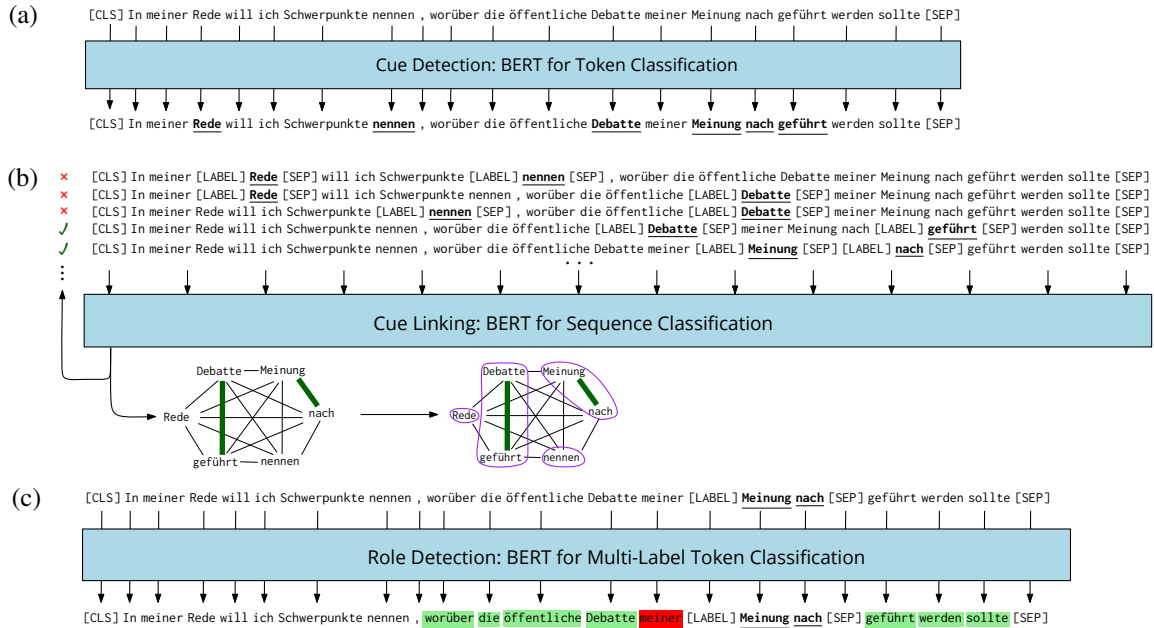 (a)
[CLS] In meiner Rede will ich Schwerpunkte nennen , worüber die öffentliche Debatte meiner Meinung nach geführt werden sollte [SEP]
Cue Detection: BERT for Token Classification
[CLS] In meiner Rede will ich Schwerpunkte nennen , worüber die öffentliche Debatte meiner Meinung nach geführt werden sollte [SEP]
(b)
✗ [CLS] In meiner [LABEL] Rede [SEP] will ich Schwerpunkte [LABEL] nennen [SEP] , worüber die öffentliche Debatte meiner Meinung nach geführt werden sollte [SEP]
✗ [CLS] In meiner [LABEL] Rede [SEP] will ich Schwerpunkte nennen, worüber die öffentliche [LABEL] Debatte [SEP] meiner Meinung nach geführt werden sollte [SEP]
✗ [CLS] In meiner Rede will ich Schwerpunkte [LABEL] nennen [SEP] , worüber die öffentliche [LABEL] Debatte [SEP] meiner Meinung nach geführt werden sollte [SEP]
✓ [CLS] In meiner Rede will ich Schwerpunkte nennen, worüber die öffentliche [LABEL] Debatte [SEP] meiner Meinung nach [LABEL] geführt [SEP] werden sollte [SEP]
✓ [CLS] In meiner Rede will ich Schwerpunkte nennen, worüber die öffentliche Debatte meiner [LABEL] Meinung [SEP] [LABEL] nach [SEP] geführt werden sollte [SEP]
...
Cue Linking: BERT for Sequence Classification
Debatte Meinung
Rede nach
geführt nennen
Debatte Meinung
Rede nach
geführt nennen
(c)
[CLS] In meiner Rede will ich Schwerpunkte nennen , worüber die öffentliche Debatte meiner [LABEL] Meinung nach [SEP] geführt werden sollte [SEP]
Role Detection: BERT for Multi-Label Token Classification
[CLS] In meiner Rede will ich Schwerpunkte nennen , worüber die öffentliche Debatte meiner [LABEL] Meinung nach [SEP] geführt werden sollte [SEP]